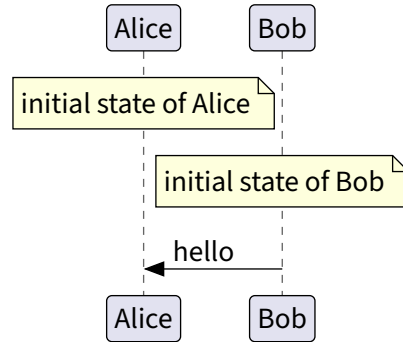 Alice Bob
initial state of Alice
initial state of Bob
hello
Alice Bob